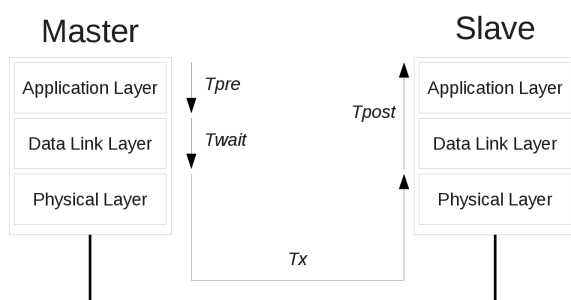 Master
Slave
Application Layer
Tpre
Tpost
Application Layer
Data Link Layer
Twait
Data Link Layer
Physical Layer
Physical Layer
Tx